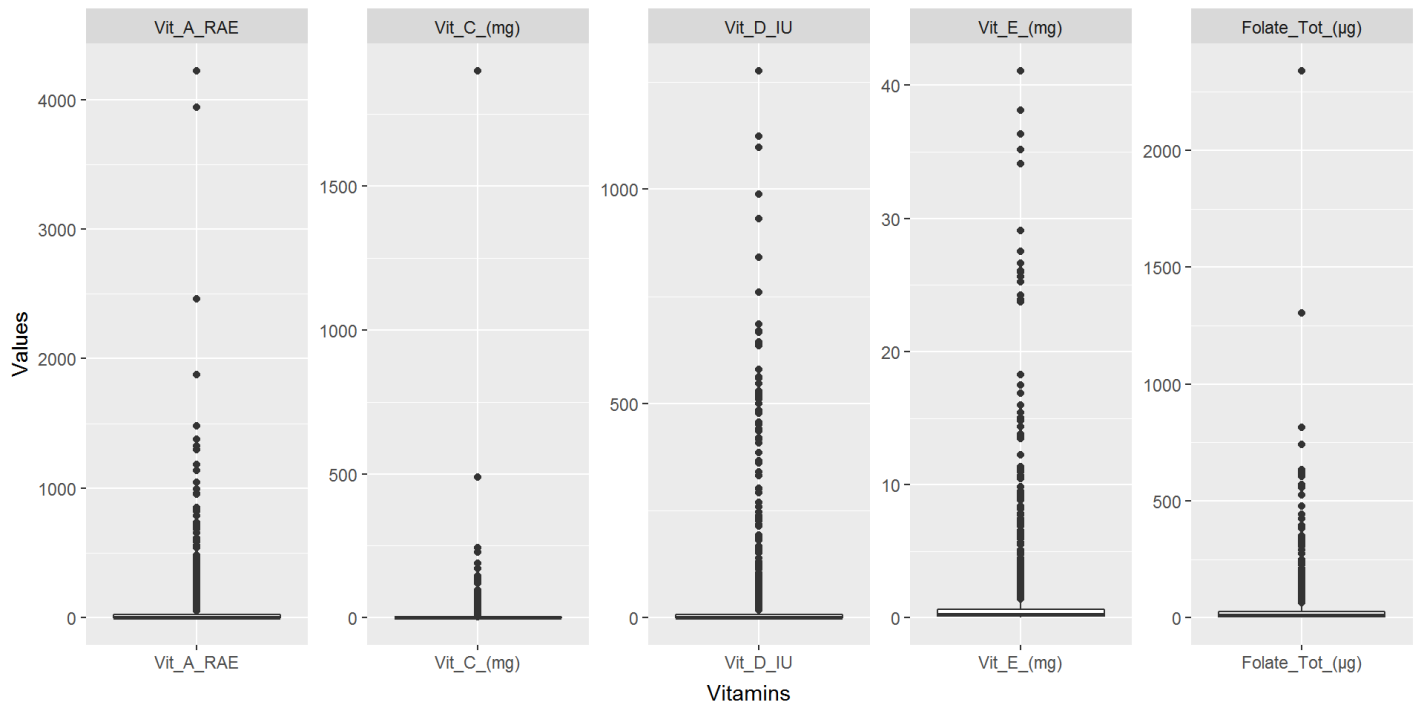 Vit_A_RAE
Vit_C_(mg)
Vit_D_IU
Vit_E_(mg)
Folate_Tot_(µg)
Values
4000
3000
2000
1000
0
1500
1000
500
0
1000
500
0
40
30
20
10
0
2000
1500
1000
500
0
Vit_A_RAE
Vit_C_(mg)
Vit_D_IU
Vit_E_(mg)
Folate_Tot_(µg)
Vitamins